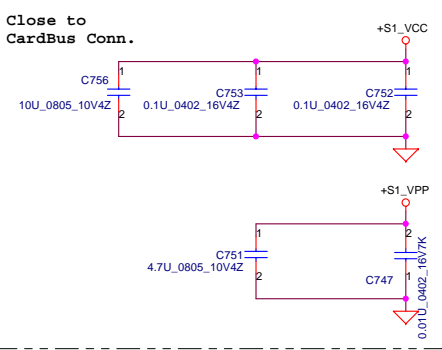 Close to
CardBus Conn.
+S1_VCC
1
1
1
C756
C753
C752
10U_0805_10V4Z
0.1U_0402_16V4Z
0.1U_0402_16V4Z
2
2
2
+S1_VPP
1
2
C751
4.7U_0805_10V4Z
C747
0.01U_0402_16V7K
2
1